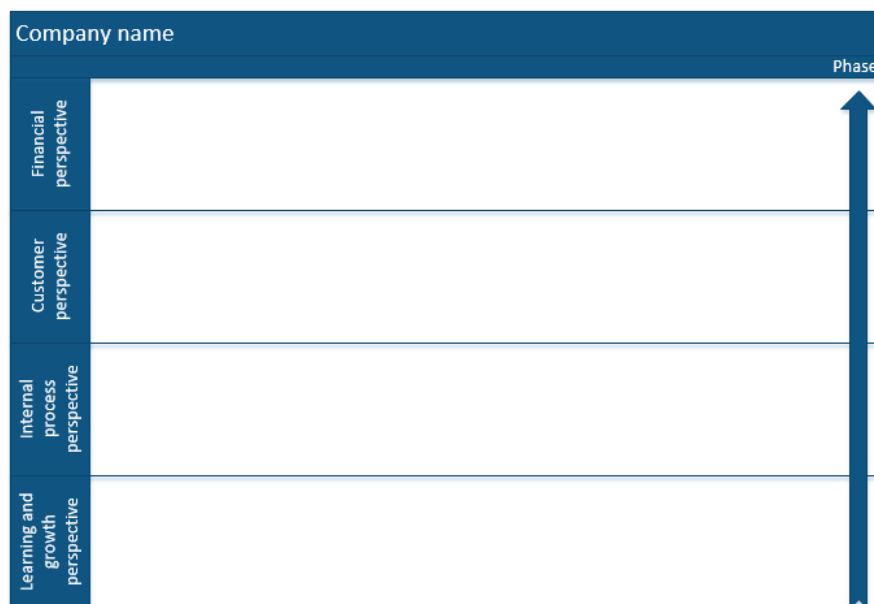 Company name
Phase
Financial
perspective
Customer
perspective
Internal
process
perspective
Learning and
growth
perspective